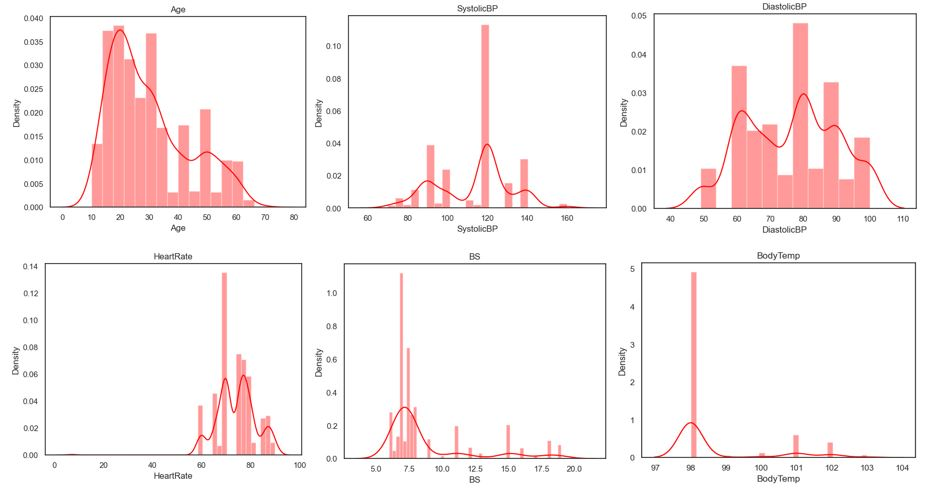 Age
SystolicBP
DiastolicBP
0.040
0.035
0.030
0.025
0.020
0.015
0.010
0.005
0.000
Density
0 20 40 60 80
Age
0.10
0.08
0.06
0.04
0.02
0.00
Density
60 80 100 120 140 160
SystolicBP
0.05
0.04
0.03
0.02
0.01
0.00
Density
40 50 60 70 80 90 100 110
DiastolicBP
HeartRate
BS
BodyTemp
0.14
0.12
0.10
0.08
0.06
0.04
0.02
0.00
Density
0 20 40 60 80 100
HeartRate
1.0
0.8
0.6
0.4
0.2
0.0
Density
5.0 7.5 10.0 12.5 15.0 17.5 20.0
BS
5
4
3
2
1
0
Density
97 98 99 100 101 102 103 104
BodyTemp